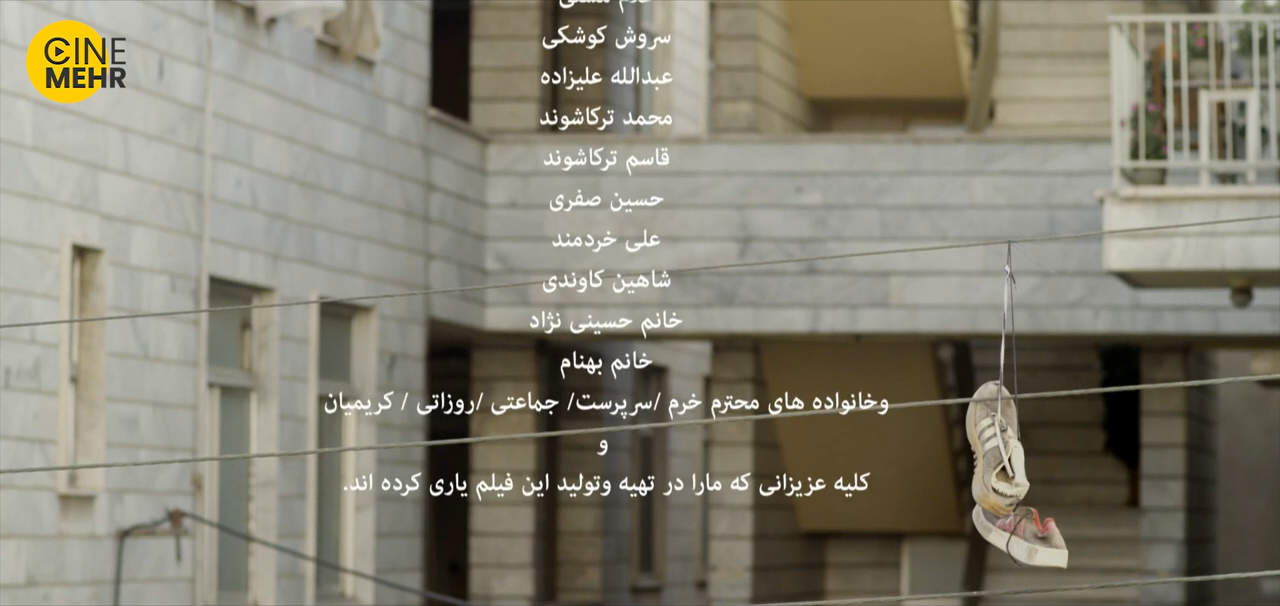 CINE
MEHR
سروش کوشکی
عبدالله علیزاده
محمد ترکاشوند
قاسم ترکاشوند
حسین صفری
علی خردمند
شاهین کاوندی
خانم حسینی نژاد
خانم بهنام
وخانواده های محترم خرم /سرپرست/ جماعتی /روزاتی / کریمیان
و
کلیه عزیزانی که مارا در تهیه وتولید این فیلم یاری کرده اند.